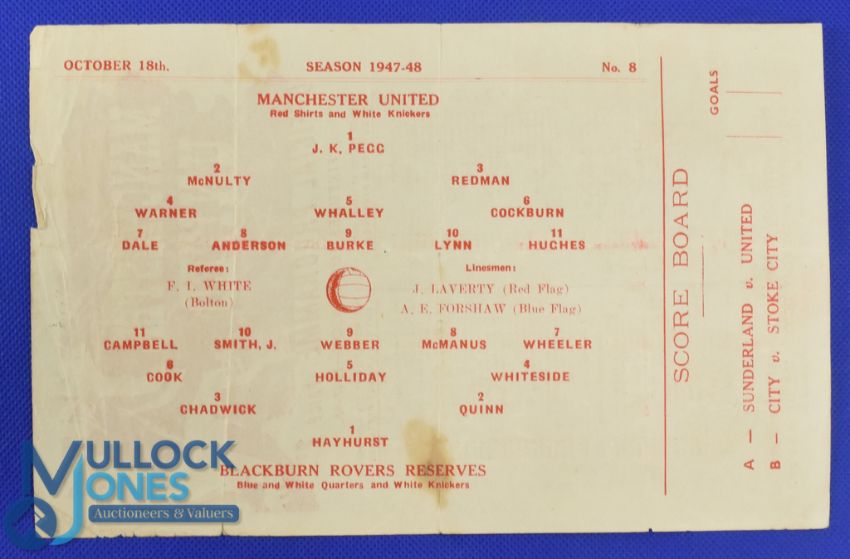 OCTOBER 18th. SEASON 1947-48 No. 8
MANCHESTER UNITED
Red Shirts and White Knickers
1
J. K. PEGG
2 3
McNULTY REDMAN
4 5 6
WARNER WHALLEY COCKBURN
7 8 9 10 11
DALE ANDERSON BURKE LYNN HUGHES
Referee: Linesmen:
F. I. WHITE J. LAVERTY (Red Flag)
(Bolton) A. E. FORSHAW (Blue Flag)
11 10 9 8 7
CAMPBELL SMITH, J. WEBBER McMANUS WHEELER
6 5 4
COOK HOLLIDAY WHITESIDE
3 2
CHADWICK QUINN
1
HAYHURST
BLACKBURN ROVERS RESERVES
Blue and White Quarters and White Knickers
SCORE BOARD
GOALS
A — SUNDERLAND v. UNITED
B — CITY v. STOKE CITY
MULLOCK
JONES
Auctioneers & Valuers